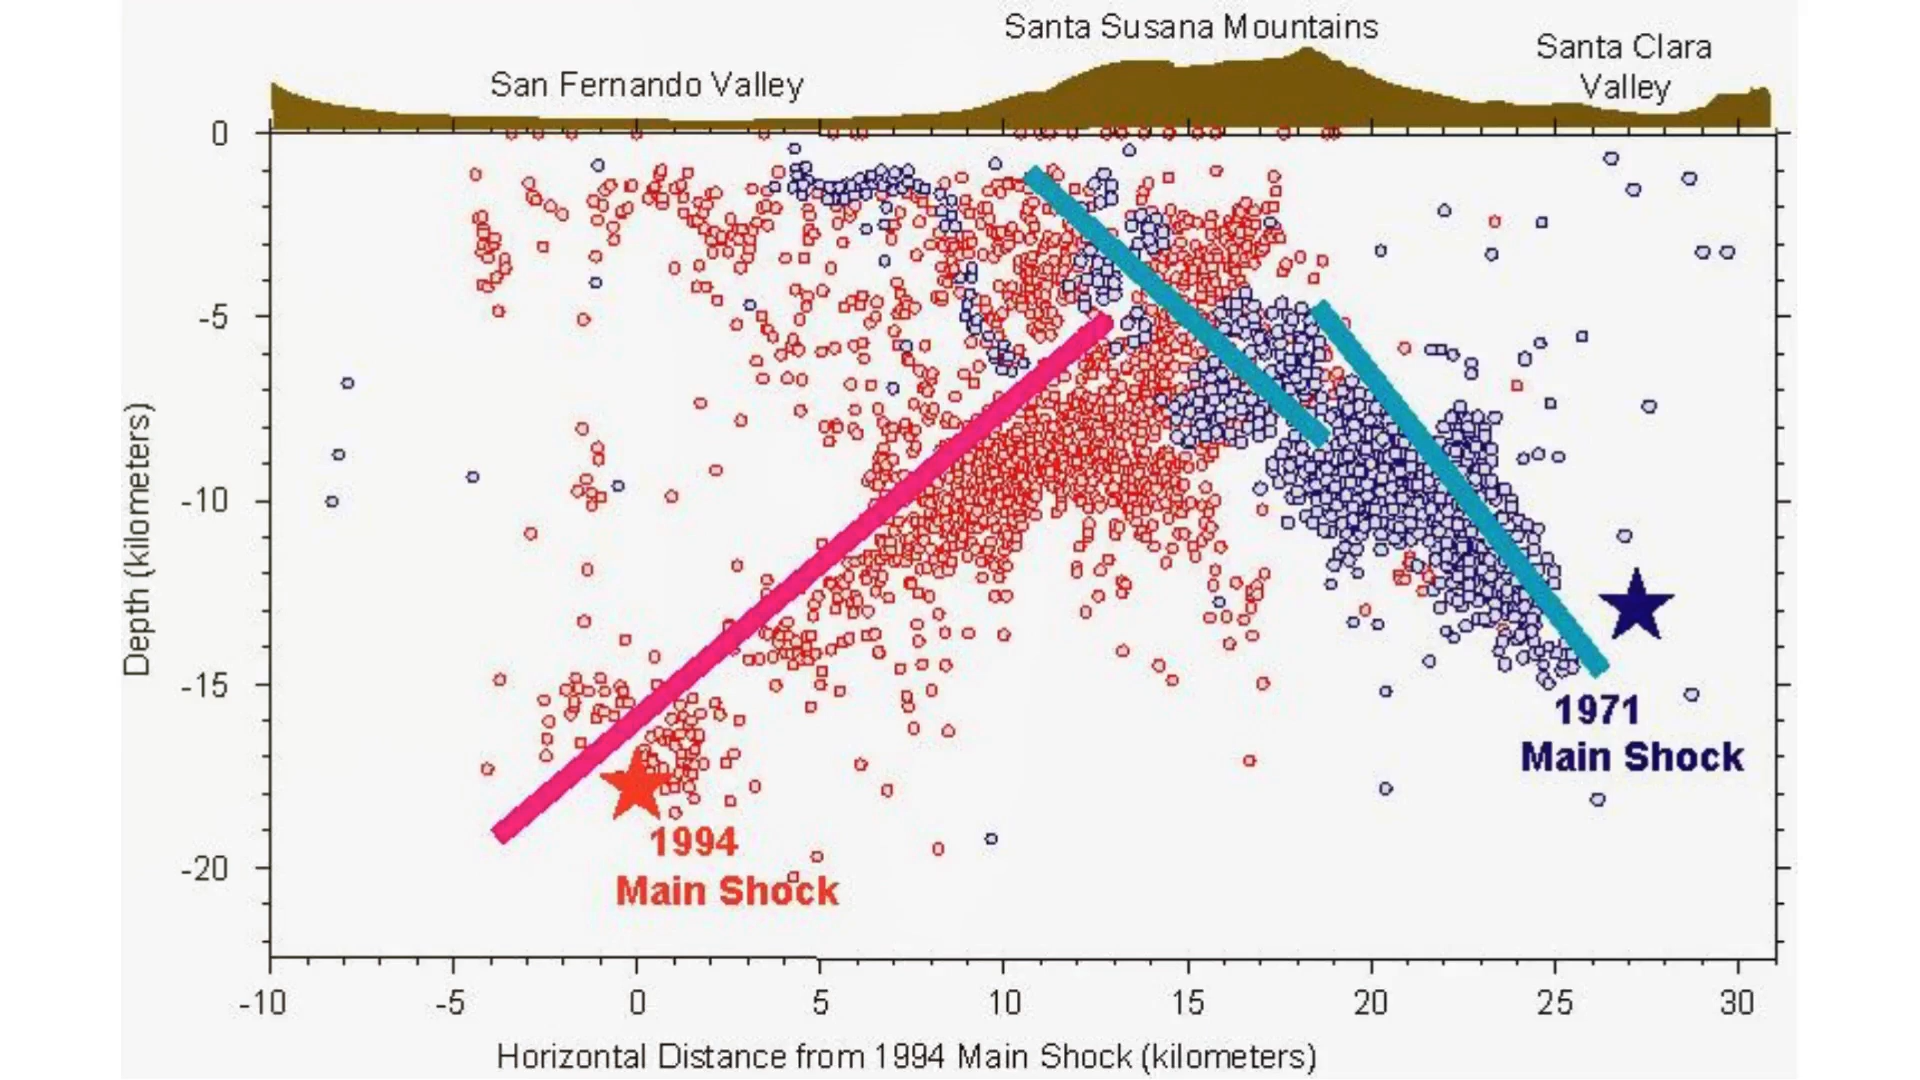 Santa Susana Mountains
Santa Clara
Valley
San Fernando Valley
0
-5
-10
-15
-20
Depth (kilometers)
1971
Main Shock
1994
Main Shock
-10 -5 0 5 10 15 20 25 30
Horizontal Distance from 1994 Main Shock (kilometers)